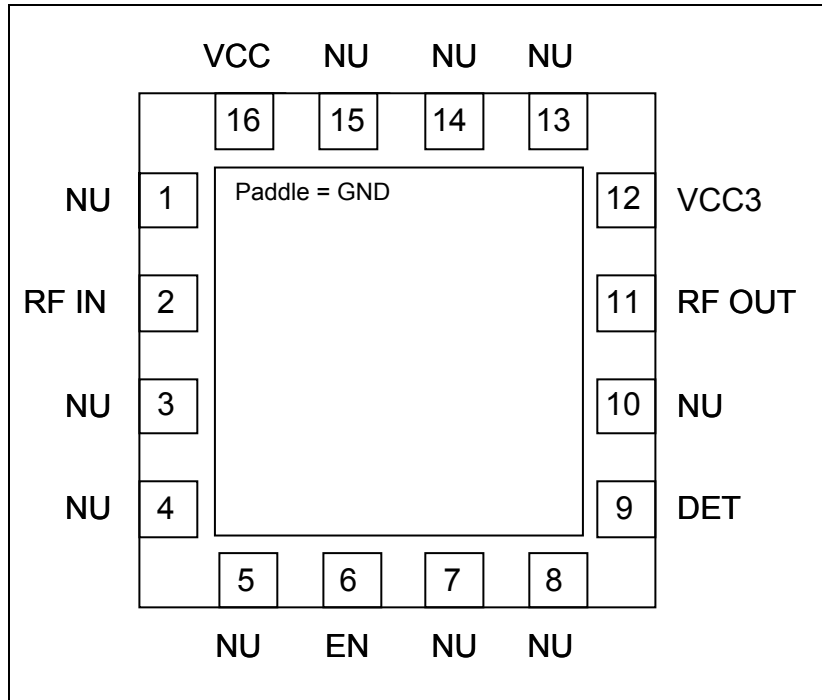 VCC NU NU NU
16 15 14 13
NU 1 Paddle = GND 12 VCC3
RF IN 2 11 RF OUT
NU 3 10 NU
NU 4 9 DET
5 6 7 8
NU EN NU NU